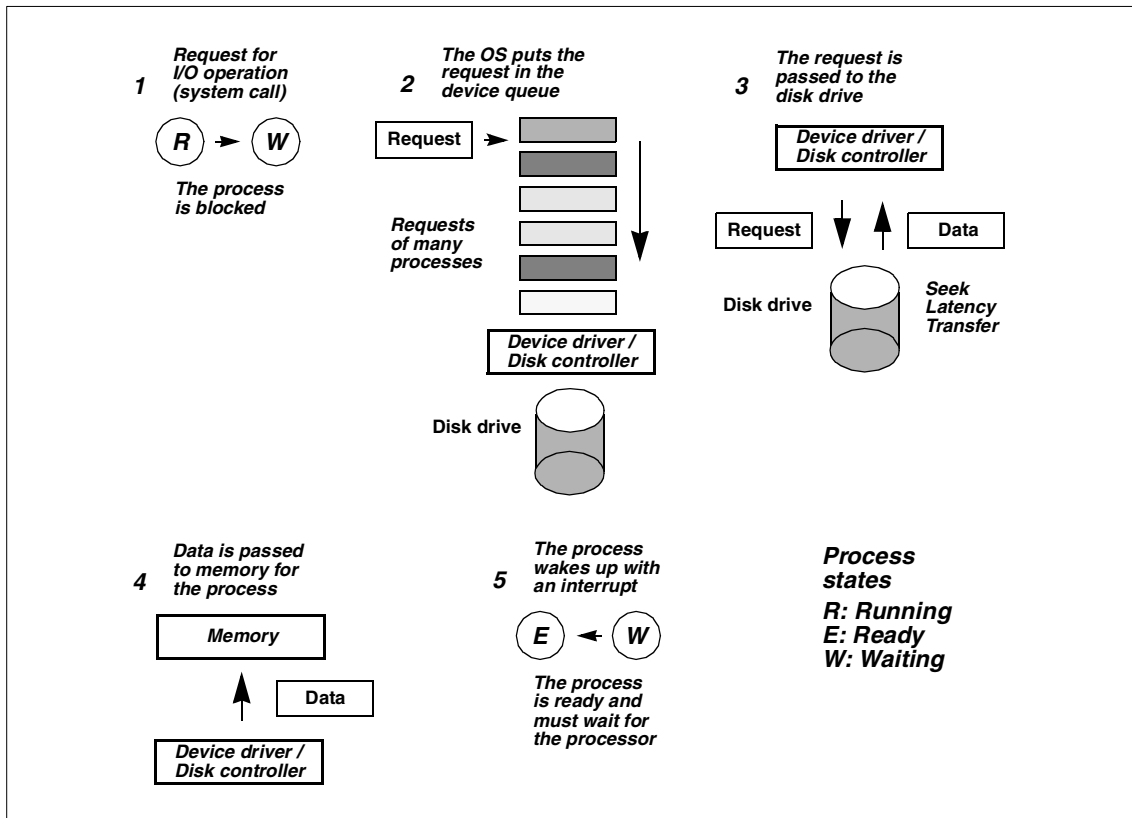 1
Request for
I/O operation
(system call)
R
W
The process
is blocked
2
The OS puts the
request in the
device queue
Request
Requests
of many
processes
Device driver /
Disk controller
Disk drive
3
The request is
passed to the
disk drive
Device driver /
Disk controller
Request
Data
Disk drive
Seek
Latency
Transfer
4
Data is passed
to memory for
the process
Memory
Data
Device driver /
Disk controller
5
The process
wakes up with
an interrupt
E
W
The process
is ready and
must wait for
the processor
Process
states
R: Running
E: Ready
W: Waiting